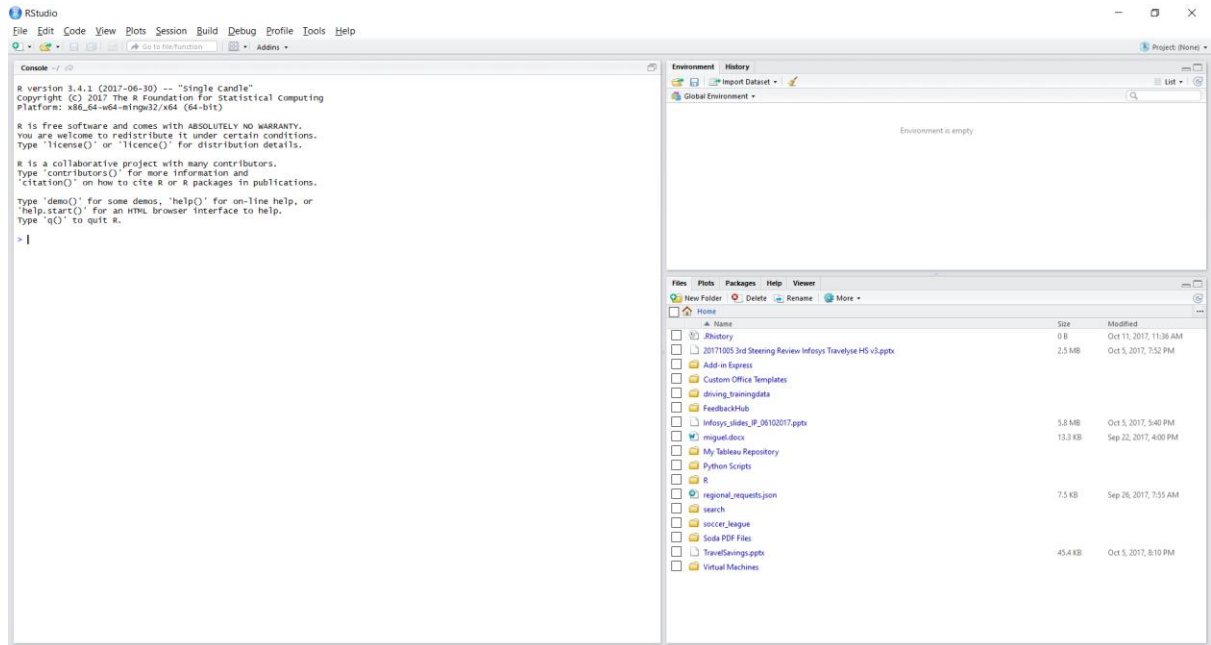 RStudio
File Edit Code View Plots Session Build Debug Profile Tools Help
Go to file/function Addins Project: (None)
Console ~/
R version 3.4.1 (2017-06-30) -- "Single Candle"
Copyright (C) 2017 The R Foundation for Statistical Computing
Platform: x86_64-w64-mingw32/x64 (64-bit)
R is free software and comes with ABSOLUTELY NO WARRANTY.
You are welcome to redistribute it under certain conditions.
Type 'license()' or 'licence()' for distribution details.
R is a collaborative project with many contributors.
Type 'contributors()' for more information and
'citation()' on how to cite R or R packages in publications.
Type 'demo()' for some demos, 'help()' for on-line help, or
'help.start()' for an HTML browser interface to help.
Type 'q()' to quit R.
>
Environment History
Import Dataset List
Global Environment
Environment is empty
Files Plots Packages Help Viewer
New Folder Delete Rename More
Home
Name Size Modified
.Rhistory 0 B Oct 11, 2017, 11:36 AM
20171005 3rd Steering Review Infosys Travelyse HS v3.pptx 2.5 MB Oct 5, 2017, 7:52 PM
Add-in Express
Custom Office Templates
driving_trainingdata
FeedbackHub
Infosys_slides_IP_06102017.pptx 5.8 MB Oct 5, 2017, 5:40 PM
miguel.docx 13.3 KB Sep 22, 2017, 4:00 PM
My Tableau Repository
Python Scripts
R
regional_requests.json 7.5 KB Sep 26, 2017, 7:55 AM
search
soccer_league
Soda PDF Files
TravelSavings.pptx 45.4 KB Oct 5, 2017, 8:10 PM
Virtual Machines